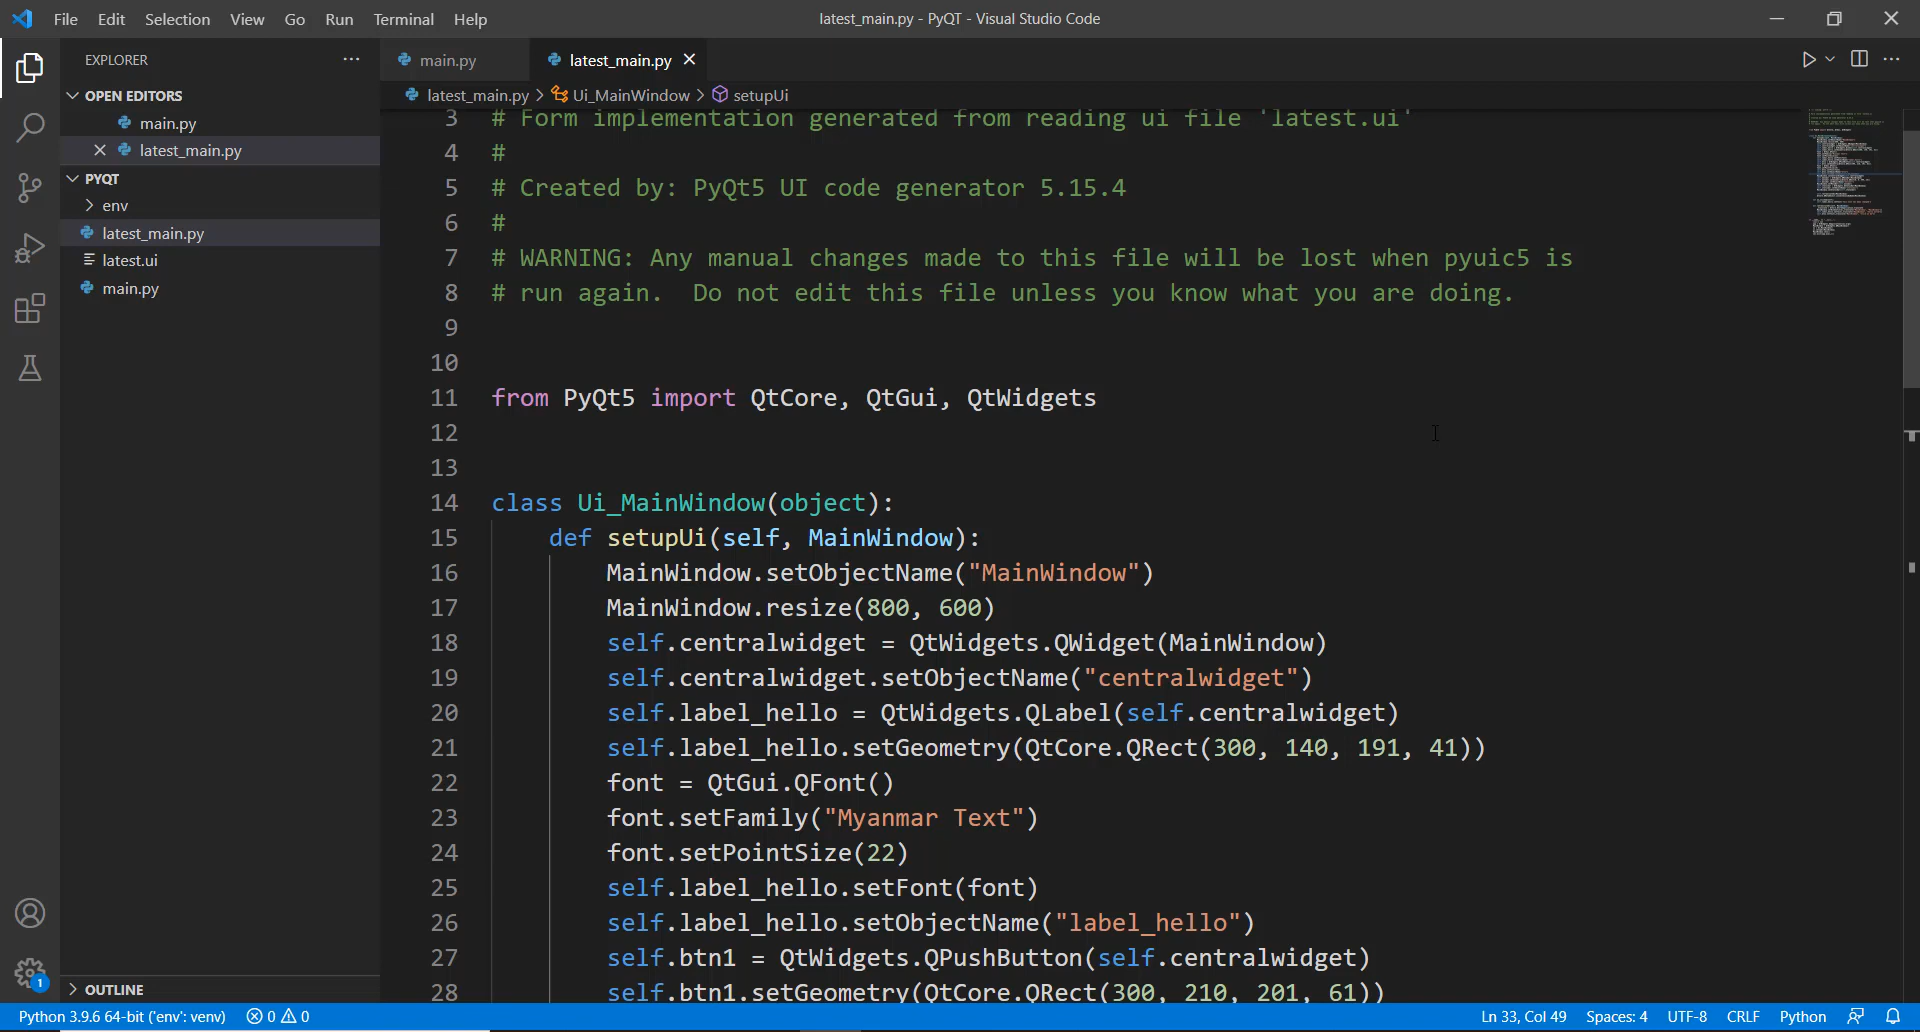 File Edit Selection View Go Run Terminal Help
latest_main.py - PyQT - Visual Studio Code
EXPLORER
OPEN EDITORS
main.py
latest_main.py
PYQT
env
latest_main.py
latest.ui
main.py
OUTLINE
1
main.py latest_main.py
latest_main.py > Ui_MainWindow > setupUi
3 # Form implementation generated from reading ui file 'latest.ui'
4 #
5 # Created by: PyQt5 UI code generator 5.15.4
6 #
7 # WARNING: Any manual changes made to this file will be lost when pyuic5 is
8 # run again.  Do not edit this file unless you know what you are doing.
9
10
11 from PyQt5 import QtCore, QtGui, QtWidgets
12
13
14 class Ui_MainWindow(object):
15     def setupUi(self, MainWindow):
16         MainWindow.setObjectName("MainWindow")
17         MainWindow.resize(800, 600)
18         self.centralwidget = QtWidgets.QWidget(MainWindow)
19         self.centralwidget.setObjectName("centralwidget")
20         self.label_hello = QtWidgets.QLabel(self.centralwidget)
21         self.label_hello.setGeometry(QtCore.QRect(300, 140, 191, 41))
22         font = QtGui.QFont()
23         font.setFamily("Myanmar Text")
24         font.setPointSize(22)
25         self.label_hello.setFont(font)
26         self.label_hello.setObjectName("label_hello")
27         self.btn1 = QtWidgets.QPushButton(self.centralwidget)
28         self.btn1.setGeometry(QtCore.QRect(300, 210, 201, 61))
Python 3.9.6 64-bit ('env': venv) 0 0 Ln 33, Col 49 Spaces: 4 UTF-8 CRLF Python